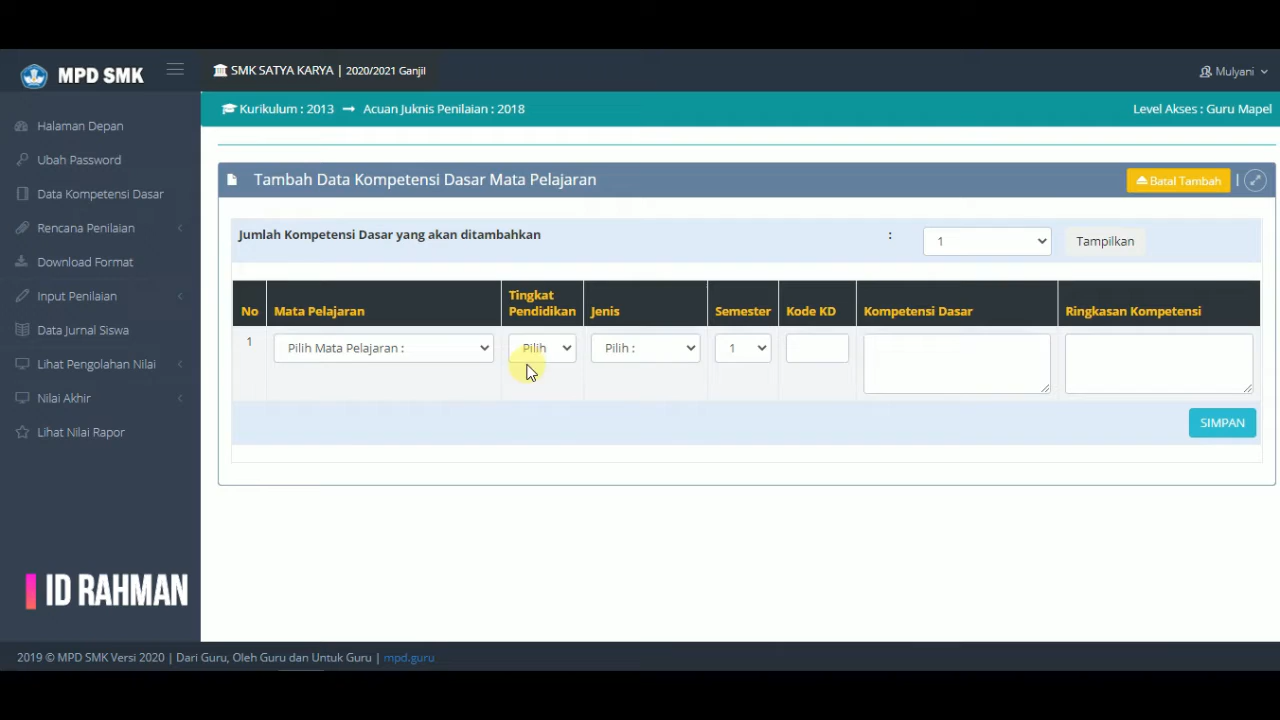 MPD SMK
SMK SATYA KARYA | 2020/2021 Ganjil
Mulyani
Kurikulum : 2013 → Acuan Juknis Penilaian : 2018
Level Akses : Guru Mapel
Halaman Depan
Ubah Password
Data Kompetensi Dasar
Rencana Penilaian
Download Format
Input Penilaian
Data Jurnal Siswa
Lihat Pengolahan Nilai
Nilai Akhir
Lihat Nilai Rapor
Tambah Data Kompetensi Dasar Mata Pelajaran
Batal Tambah |
Jumlah Kompetensi Dasar yang akan ditambahkan : 1 Tampilkan
No Mata Pelajaran Tingkat Pendidikan Jenis Semester Kode KD Kompetensi Dasar Ringkasan Kompetensi
1 Pilih Mata Pelajaran : Pilih Pilih : 1
SIMPAN
ID RAHMAN
2019 © MPD SMK Versi 2020 | Dari Guru, Oleh Guru dan Untuk Guru | mpd.guru